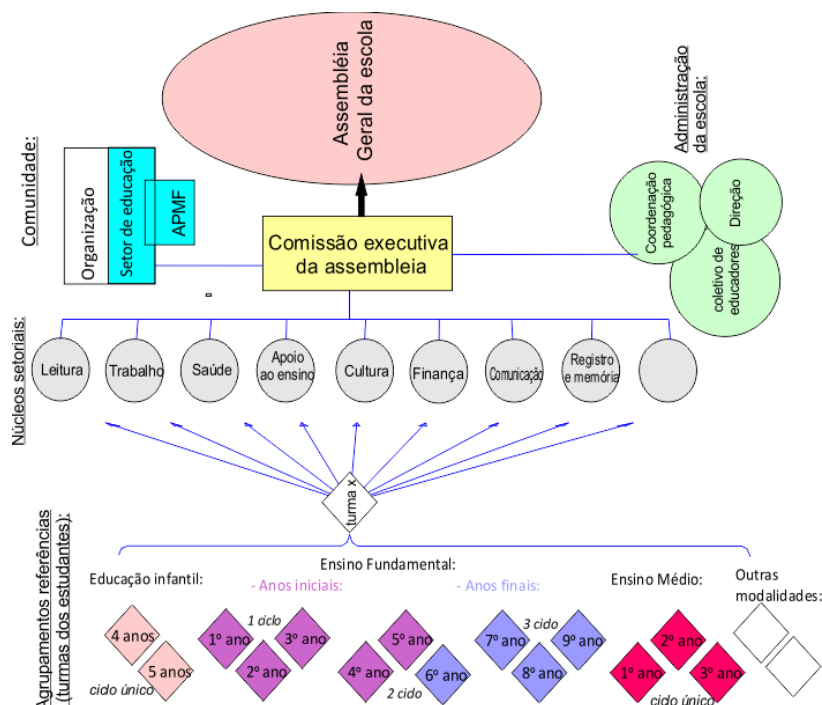 Assembléia
Geral da escola
Administração
da escola:
Comunidade:
Organização
Setor de educação
APMF
Comissão executiva
da assembleia
Coordenação
pedagógica
Direção
coletivo de
educadores
Núcleos setoriais:
Leitura
Trabalho
Saúde
Apoio
ao ensino
Cultura
Finança
Comunicação
Registro
e memória
turma x
Agrupamentos referências
(turmas dos estudantes):
Educação infantil:
Ensino Fundamental:
- Anos iniciais:
- Anos finais:
Ensino Médio:
Outras
modalidades:
4 anos
5 anos
cido único
1º ano
1 ciclo
3º ano
2º ano
5º ano
4º ano
6º ano
2 cido
7º ano
3 cido
9º ano
8º ano
2º ano
1º ano
3º ano
cido único